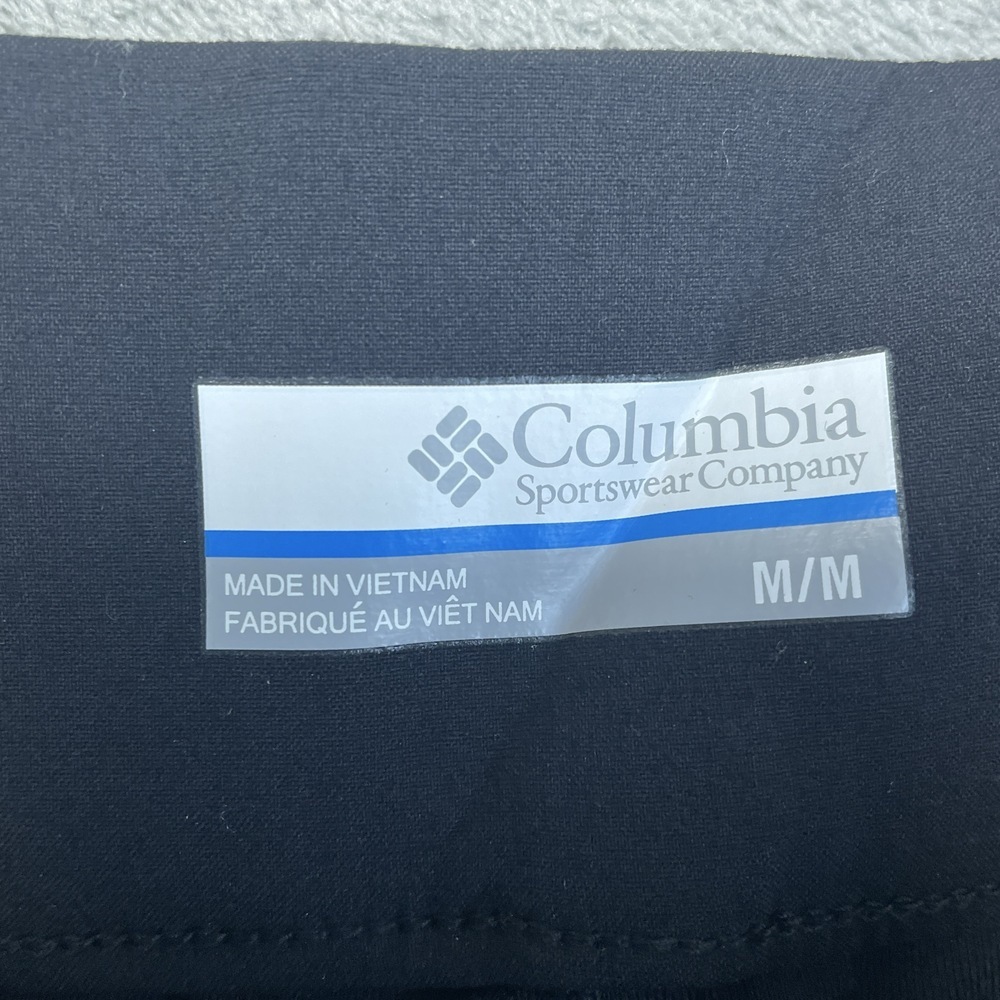 Columbia
Sportswear Company
MADE IN VIETNAM
FABRIQUÉ AU VIÊT NAM
M/M